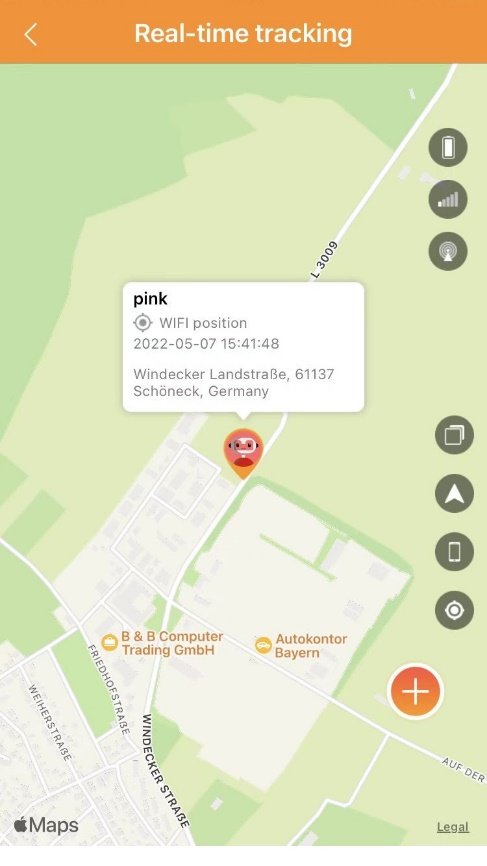 Real-time tracking
L 3009
pink
WIFI position
2022-05-07 15:41:48
Windecker Landstraße, 61137
Schöneck, Germany
B & B Computer
Trading GmbH
Autokontor
Bayern
FRIEDHOFSTRAßE
WEIHERSTRAßE
WINDECKER STRAßE
AUF DER
Maps
Legal